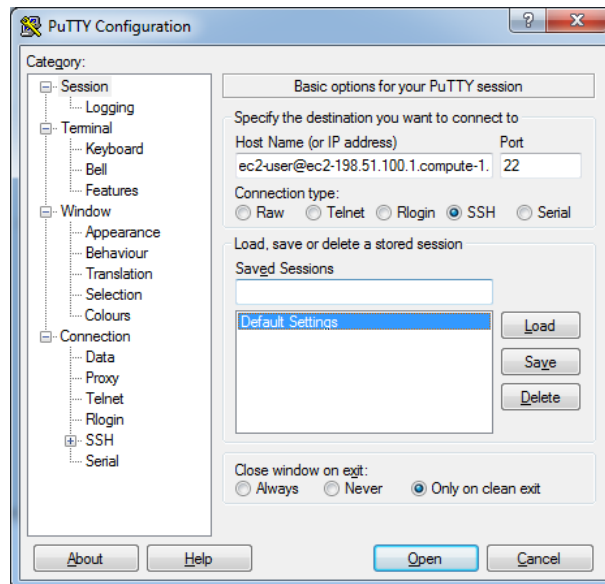 PuTTY Configuration
?
Category:
Session
Logging
Terminal
Keyboard
Bell
Features
Window
Appearance
Behaviour
Translation
Selection
Colours
Connection
Data
Proxy
Telnet
Rlogin
SSH
Serial
Basic options for your PuTTY session
Specify the destination you want to connect to
Host Name (or IP address) Port
ec2-user@ec2-198.51.100.1.compute-1. 22
Connection type:
Raw Telnet Rlogin SSH Serial
Load, save or delete a stored session
Saved Sessions
Default Settings
Load
Save
Delete
Close window on exit:
Always Never Only on clean exit
About Help Open Cancel